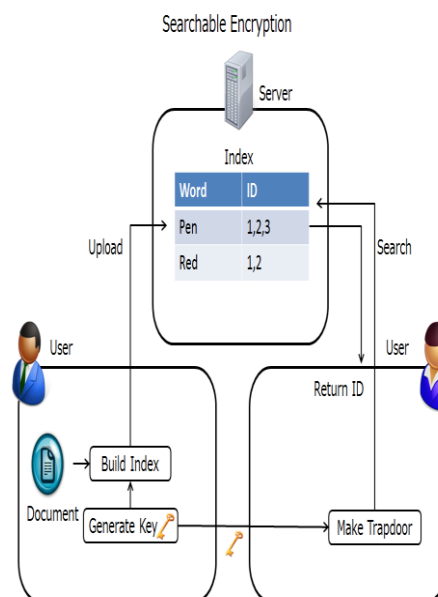 Searchable Encryption
Server
Index
Word ID
Pen 1,2,3
Red 1,2
Upload
Search
User
User
Return ID
Build Index
Document
Generate Key
Make Trapdoor